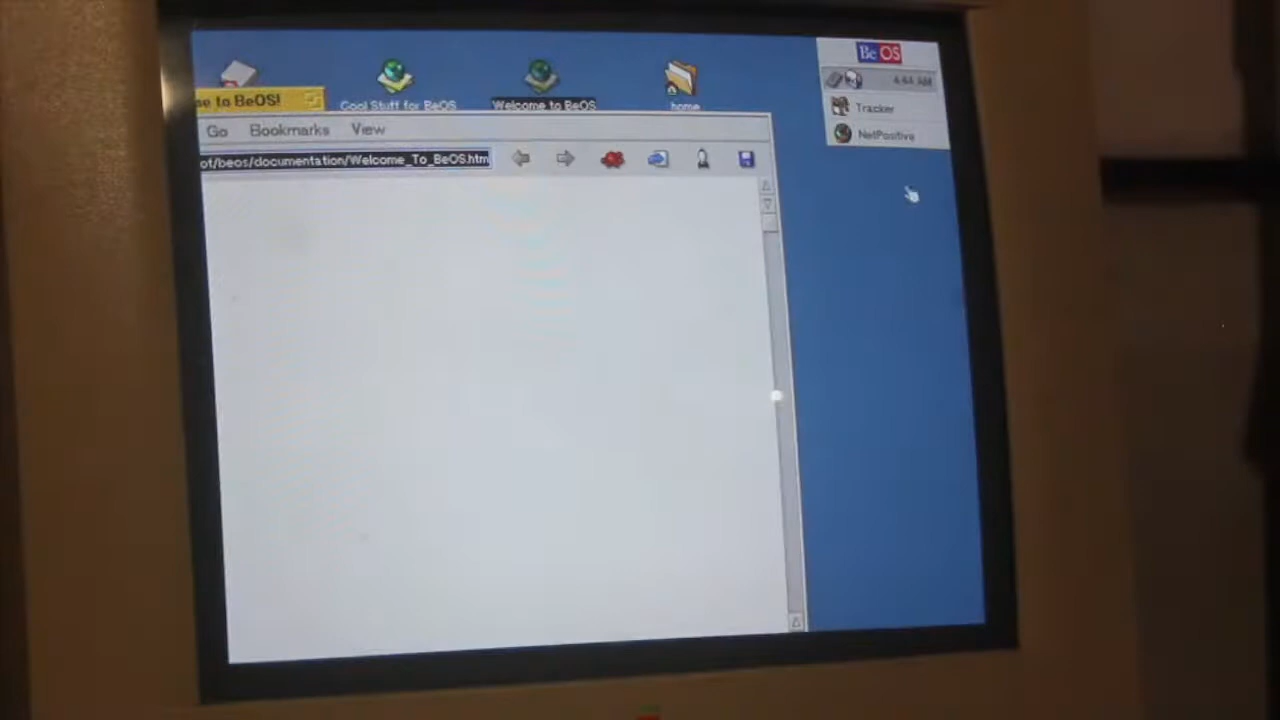 Be OS
4:44 AM
Tracker
NetPositive
Cool Stuff for BeOS
Welcome to BeOS
home
me to BeOS!
Go Bookmarks View
ot/beos/documentation/Welcome_To_BeOS.htm